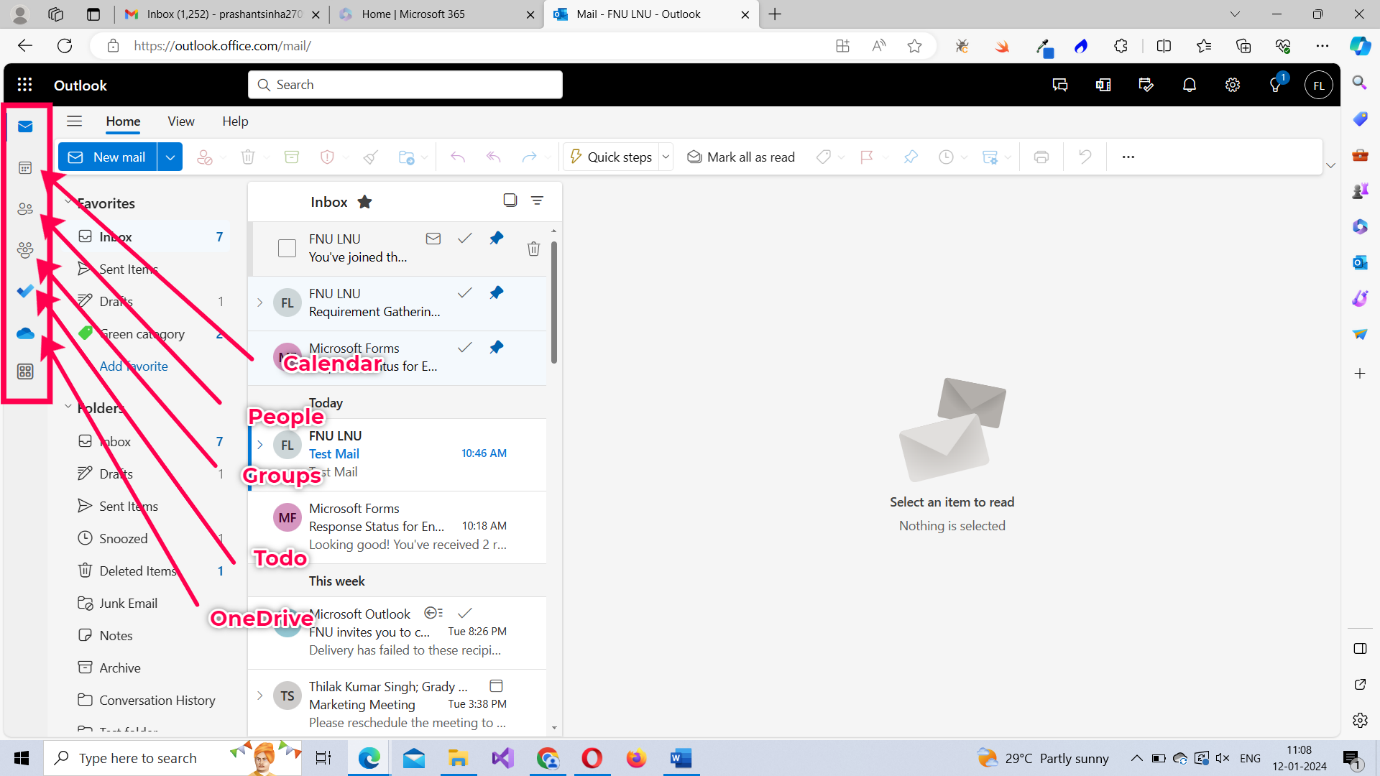 Inbox (1,252) - prashantsinha270
Home | Microsoft 365
Mail - FNU LNU - Outlook
https://outlook.office.com/mail/
Outlook
Search
1
FL
Home View Help
New mail
Quick steps
Mark all as read
Favorites
Inbox 7
Sent Items
Drafts 1
Green category 2
Add favorite
Folders
Inbox 7
Drafts 1
Sent Items
Snoozed 1
Deleted Items 1
Junk Email
Notes
Archive
Conversation History
Test folder
Inbox
FNU LNU
You've joined th...
FL
FNU LNU
Requirement Gatherin...
Microsoft Forms
Status for E...
Today
FL
FNU LNU
Test Mail 10:46 AM
Test Mail
MF
Microsoft Forms
Response Status for En... 10:18 AM
Looking good! You've received 2 r...
This week
Microsoft Outlook
FNU invites you to c... Tue 8:26 PM
Delivery has failed to these recipi...
TS
Thilak Kumar Singh; Grady ...
Marketing Meeting Tue 3:38 PM
Please reschedule the meeting to ...
Calendar
People
Groups
Todo
OneDrive
Select an item to read
Nothing is selected
Type here to search
29°C Partly sunny
ENG
11:08
12-01-2024
1